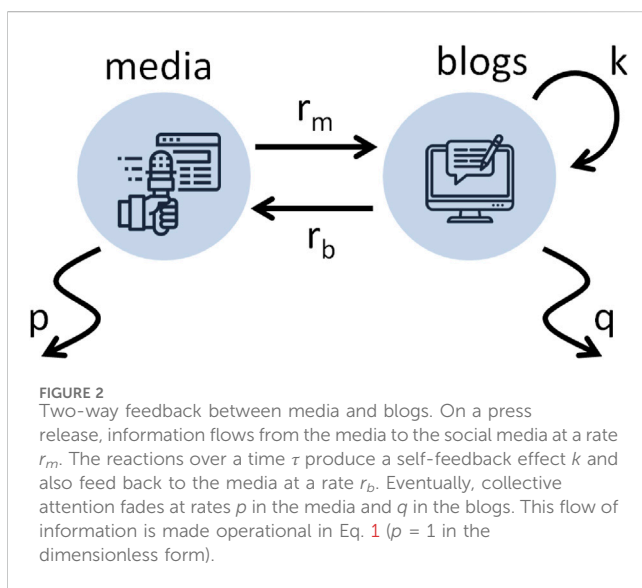 media
blogs
k
r_m
r_b
p
q
FIGURE 2
Two-way feedback between media and blogs. On a press
release, information flows from the media to the social media at a rate
r_m. The reactions over a time τ produce a self-feedback effect k and
also feed back to the media at a rate r_b. Eventually, collective
attention fades at rates p in the media and q in the blogs. This flow of
information is made operational in Eq. 1 (p = 1 in the
dimensionless form).